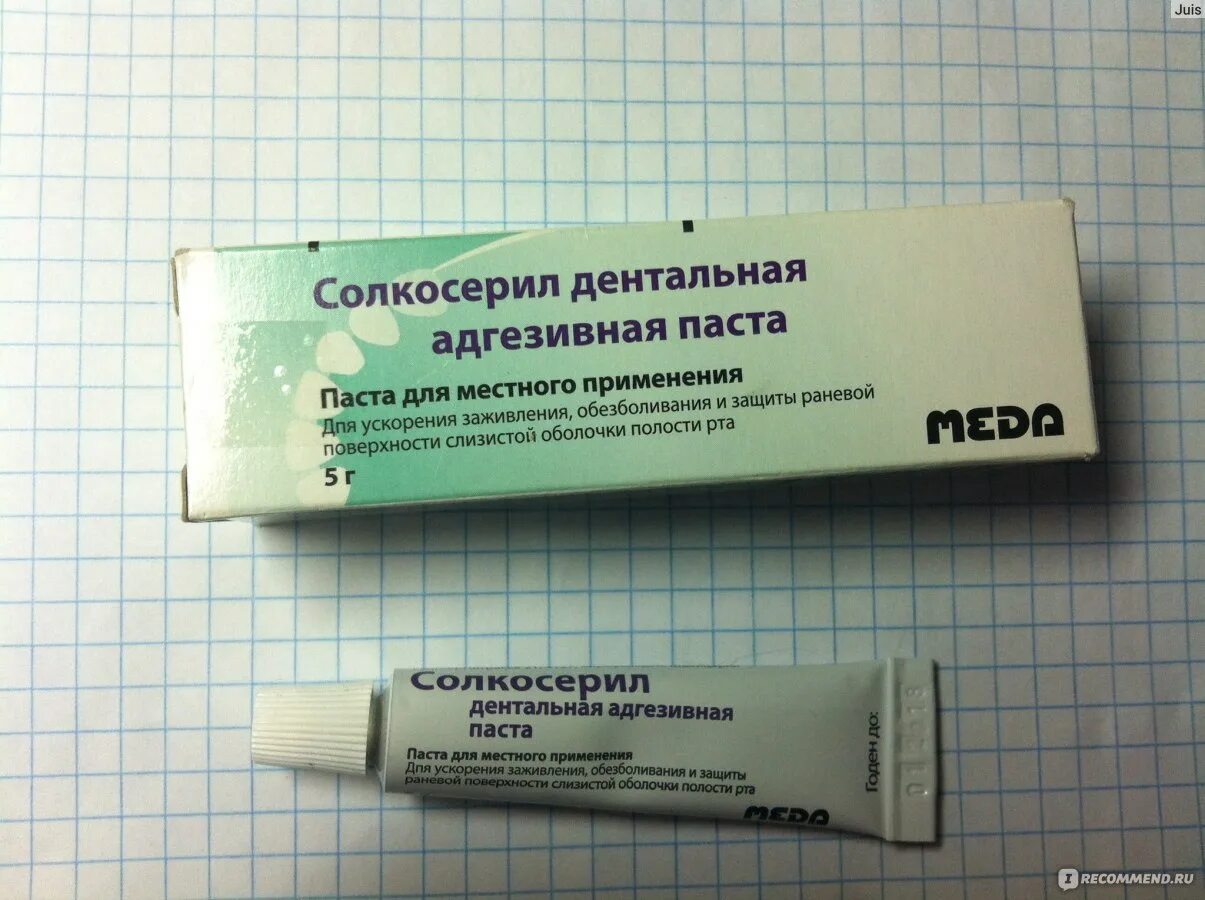 Juis
Солкосерил дентальная
адгезивная паста
Паста для местного применения
Для ускорения заживления, обезболивания и защиты раневой
поверхности слизистой оболочки полости рта
5 г
MEDA
Солкосерил
дентальная адгезивная
паста
Паста для местного применения
Для ускорения заживления, обезболивания и защиты
раневой поверхности слизистой оболочки полости рта
MEDA
Годен до:
IRECOMMEND.RU